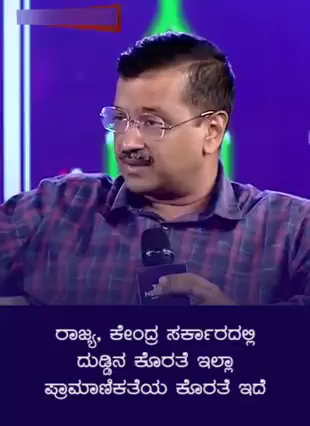 ರಾಜ್ಯ, ಕೇಂದ್ರ ಸರ್ಕಾರದಲ್ಲಿ
ದುಡ್ಡಿನ ಕೊರತೆ ಇಲ್ಲಾ
ಪ್ರಾಮಾಣಿಕತೆಯ ಕೊರತೆ ಇದೆ